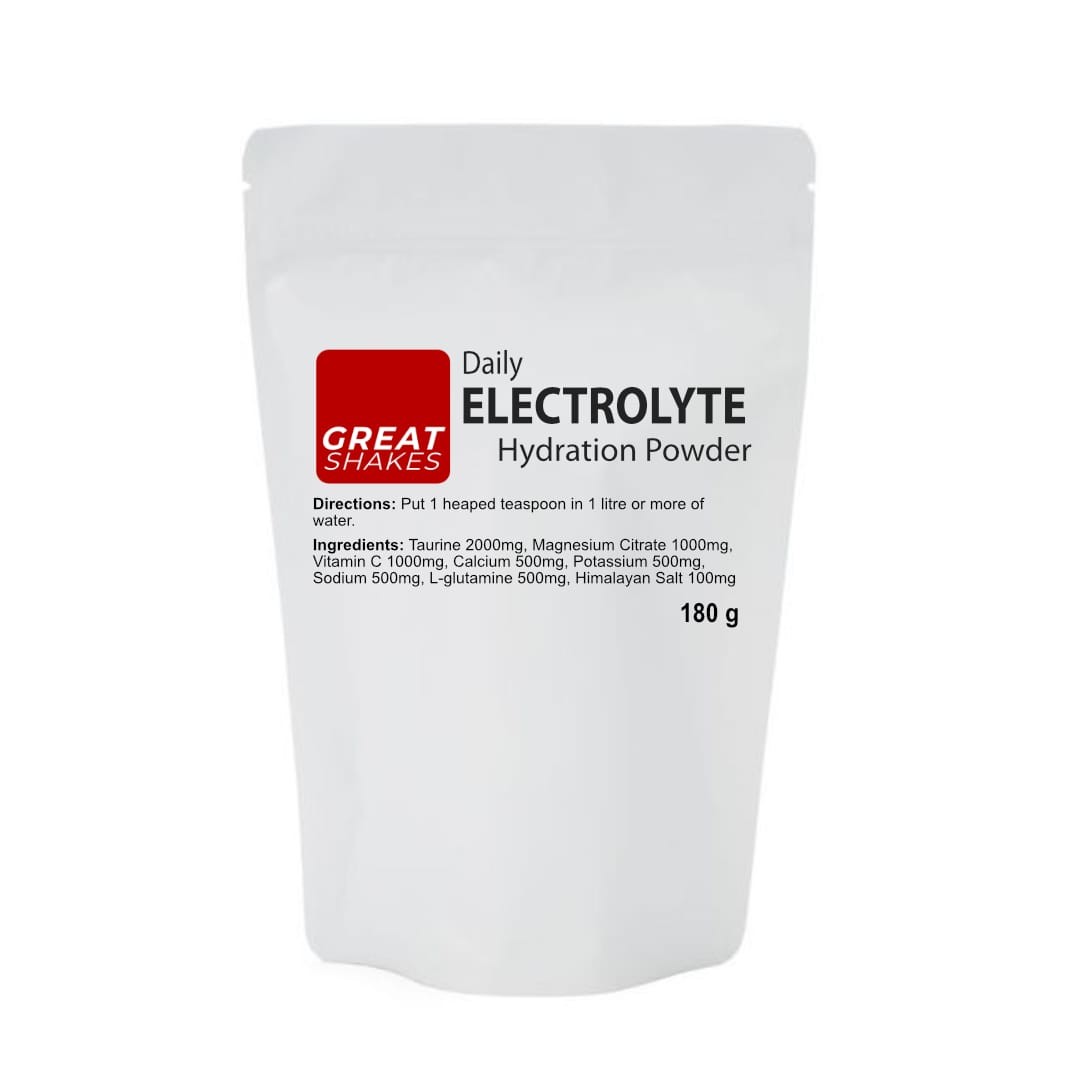 GREAT
SHAKES
Daily
ELECTROLYTE
Hydration Powder
Directions: Put 1 heaped teaspoon in 1 litre or more of
water.
Ingredients: Taurine 2000mg, Magnesium Citrate 1000mg,
Vitamin C 1000mg, Calcium 500mg, Potassium 500mg,
Sodium 500mg, L-glutamine 500mg, Himalayan Salt 100mg
180 g